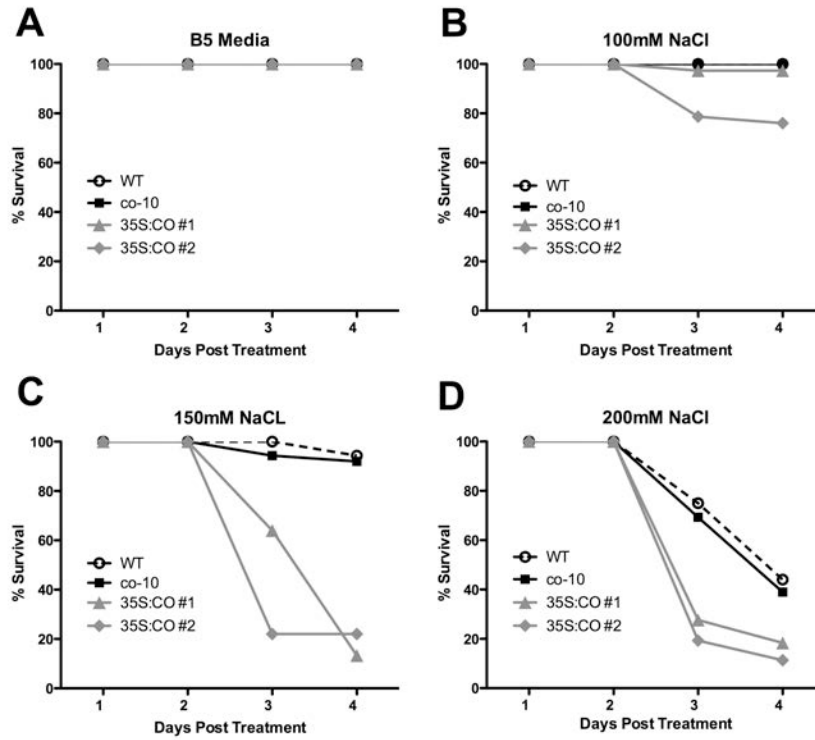 A
B5 Media
100
80
60
40
20
0
% Survival
WT
co-10
35S:CO #1
35S:CO #2
1 2 3 4
Days Post Treatment
B
100mM NaCl
100
80
60
40
20
0
% Survival
WT
co-10
35S:CO #1
35S:CO #2
1 2 3 4
Days Post Treatment
C
150mM NaCL
100
80
60
40
20
0
% Survival
WT
co-10
35S:CO #1
35S:CO #2
1 2 3 4
Days Post Treatment
D
200mM NaCl
100
80
60
40
20
0
% Survival
WT
co-10
35S:CO #1
35S:CO #2
1 2 3 4
Days Post Treatment